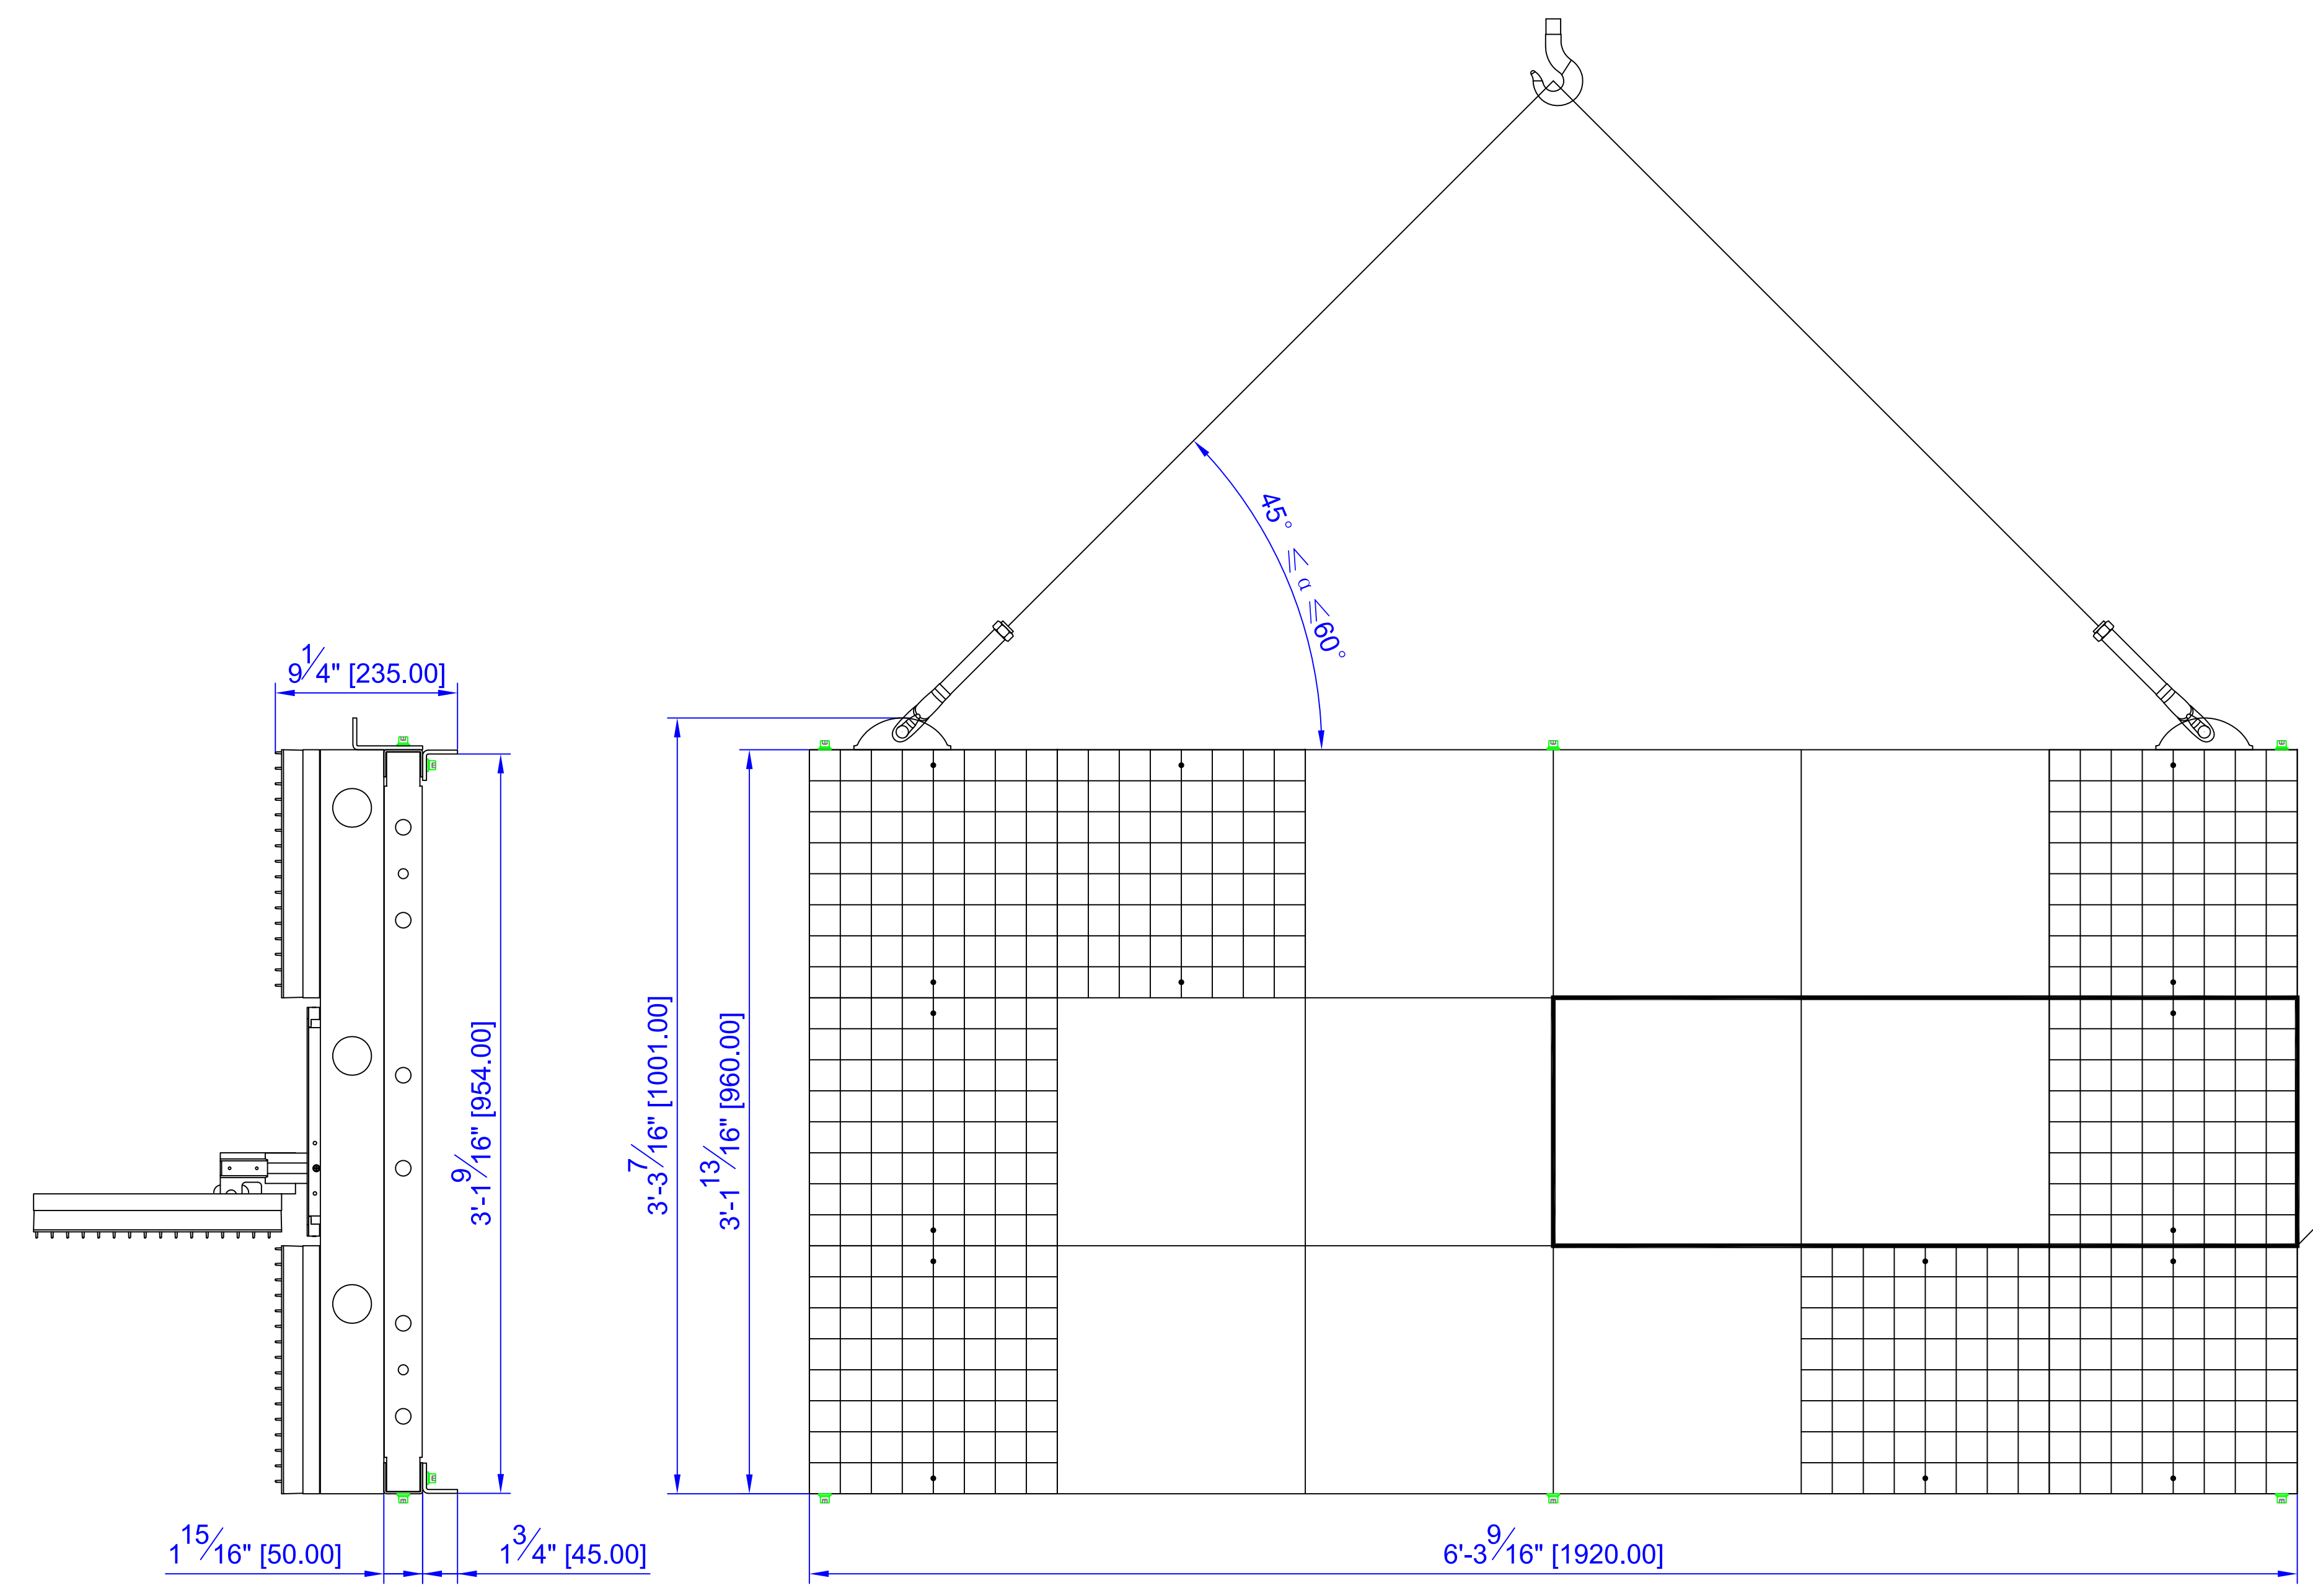 45° ≤ α ≤60°
9 1/4" [235.00]
3'-1 9/16" [954.00]
3'-3 7/16" [1001.00]
3'-1 13/16" [960.00]
1 15/16" [50.00]
1 3/4" [45.00]
6'-3 9/16" [1920.00]